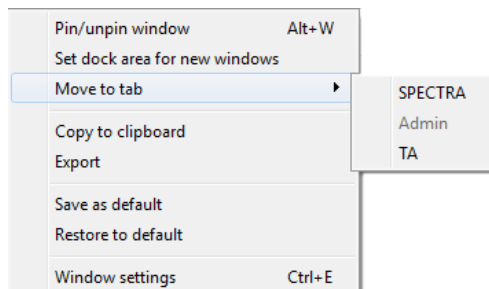 Pin/unpin window Alt+W
Set dock area for new windows
Move to tab
SPECTRA
Admin
TA
Copy to clipboard
Export
Save as default
Restore to default
Window settings Ctrl+E